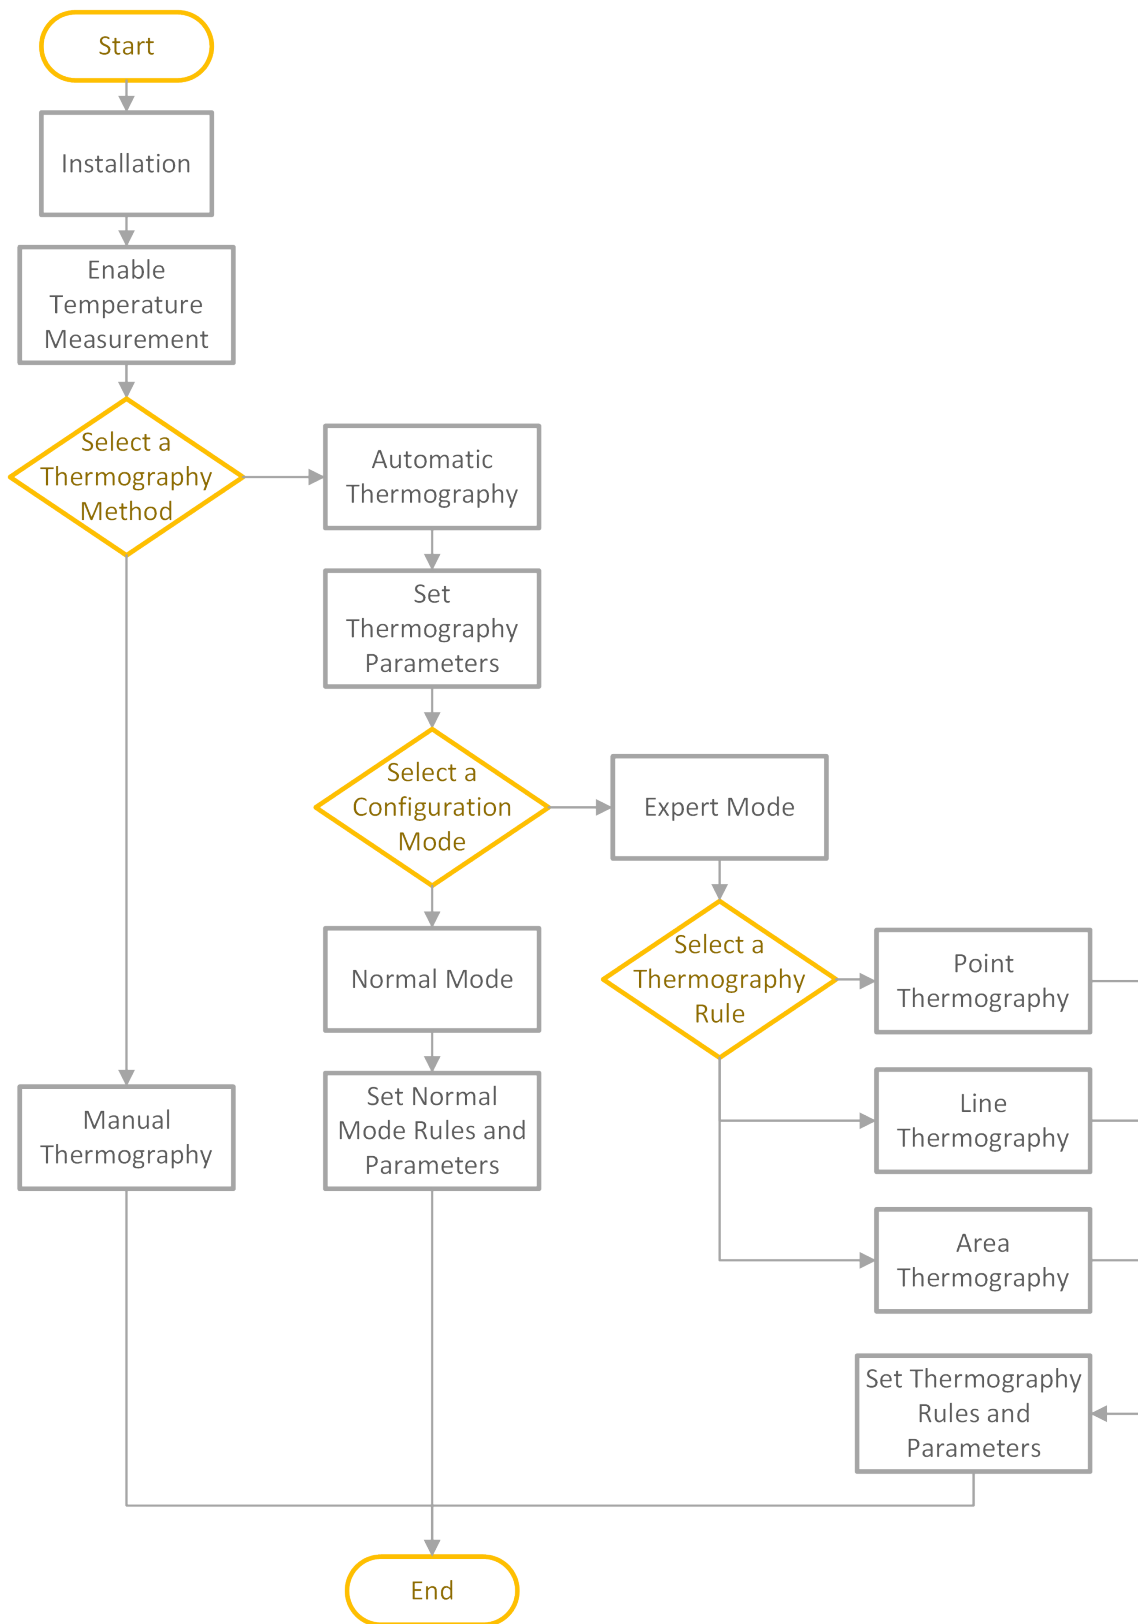 Start
Installation
Enable
Temperature
Measurement
Select a
Thermography
Method
Automatic
Thermography
Set
Thermography
Parameters
Select a
Configuration
Mode
Expert Mode
Normal Mode
Select a
Thermography
Rule
Point
Thermography
Line
Thermography
Area
Thermography
Manual
Thermography
Set Normal
Mode Rules and
Parameters
Set Thermography
Rules and
Parameters
End